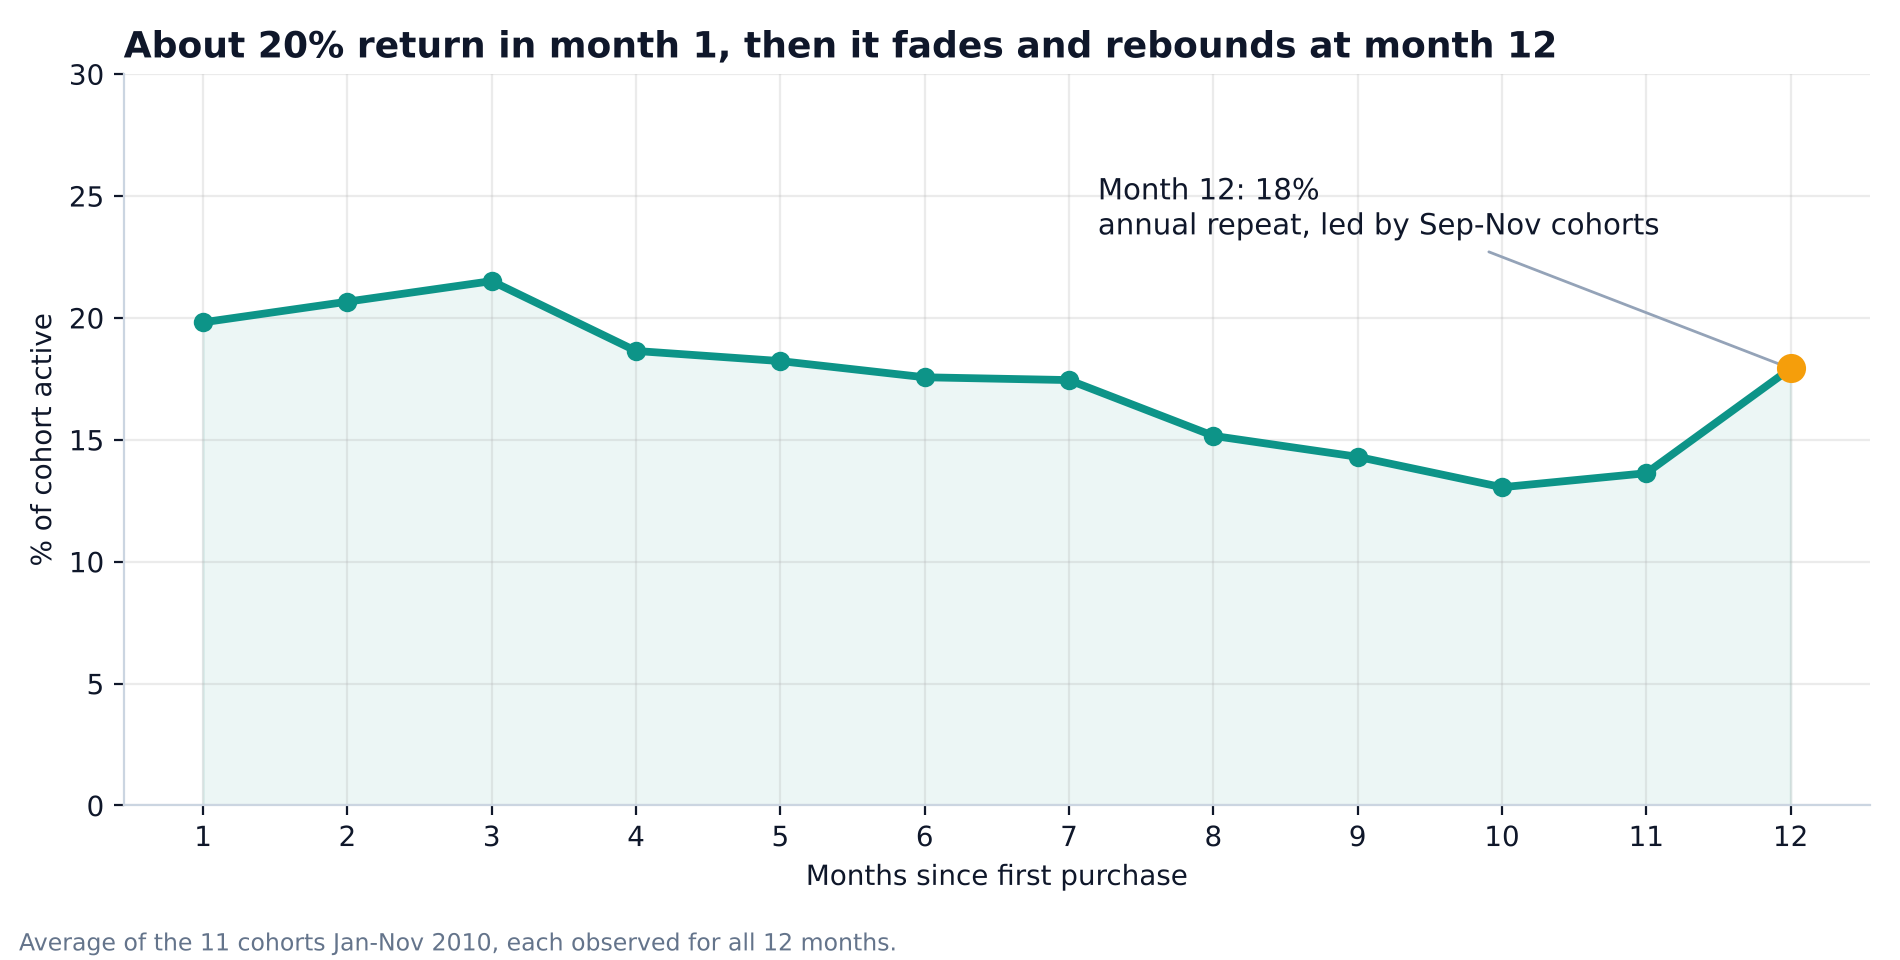 About 20% return in month 1, then it fades and rebounds at month 12
30
25
20
15
10
5
0
% of cohort active
Month 12: 18%
annual repeat, led by Sep-Nov cohorts
1 2 3 4 5 6 7 8 9 10 11 12
Months since first purchase
Average of the 11 cohorts Jan-Nov 2010, each observed for all 12 months.